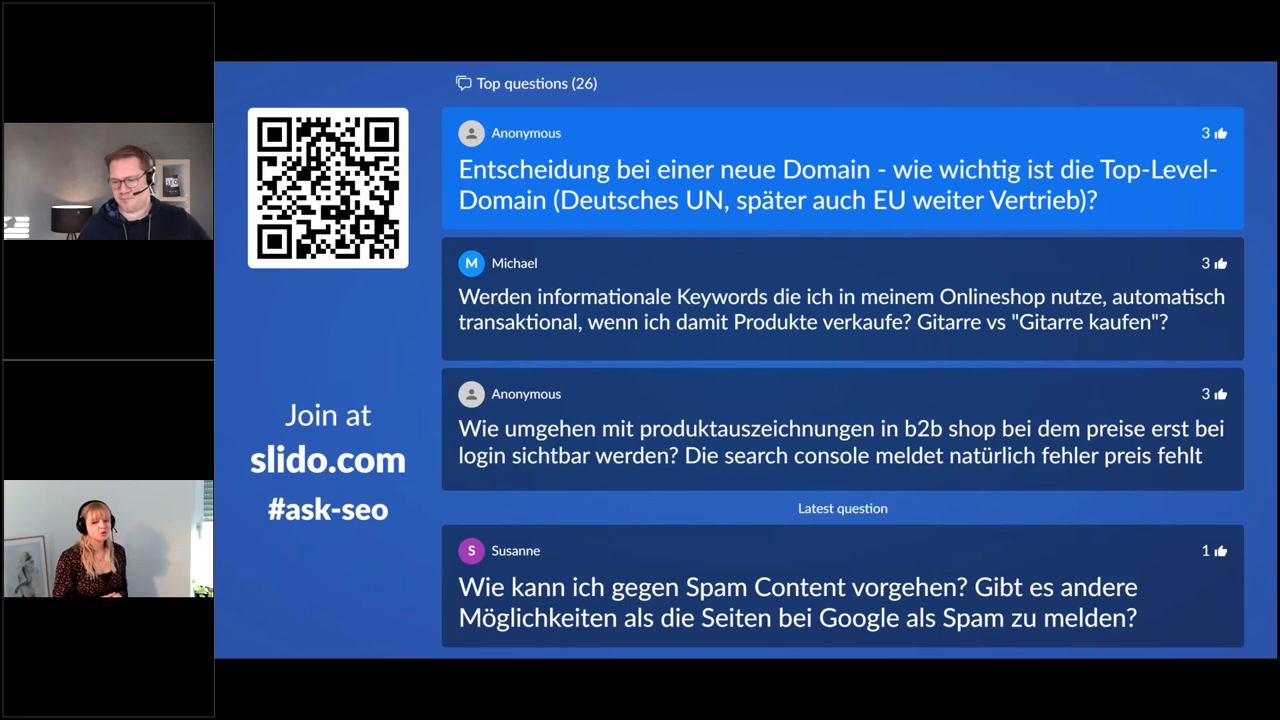 Top questions (26)
Anonymous
3
Entscheidung bei einer neue Domain - wie wichtig ist die Top-Level-
Domain (Deutsches UN, später auch EU weiter Vertrieb)?
M
Michael
3
Werden informationale Keywords die ich in meinem Onlineshop nutze, automatisch
transaktional, wenn ich damit Produkte verkaufe? Gitarre vs "Gitarre kaufen"?
Anonymous
3
Wie umgehen mit produktauszeichnungen in b2b shop bei dem preise erst bei
login sichtbar werden? Die search console meldet natürlich fehler preis fehlt
Join at
slido.com
#ask-seo
Latest question
S
Susanne
1
Wie kann ich gegen Spam Content vorgehen? Gibt es andere
Möglichkeiten als die Seiten bei Google als Spam zu melden?